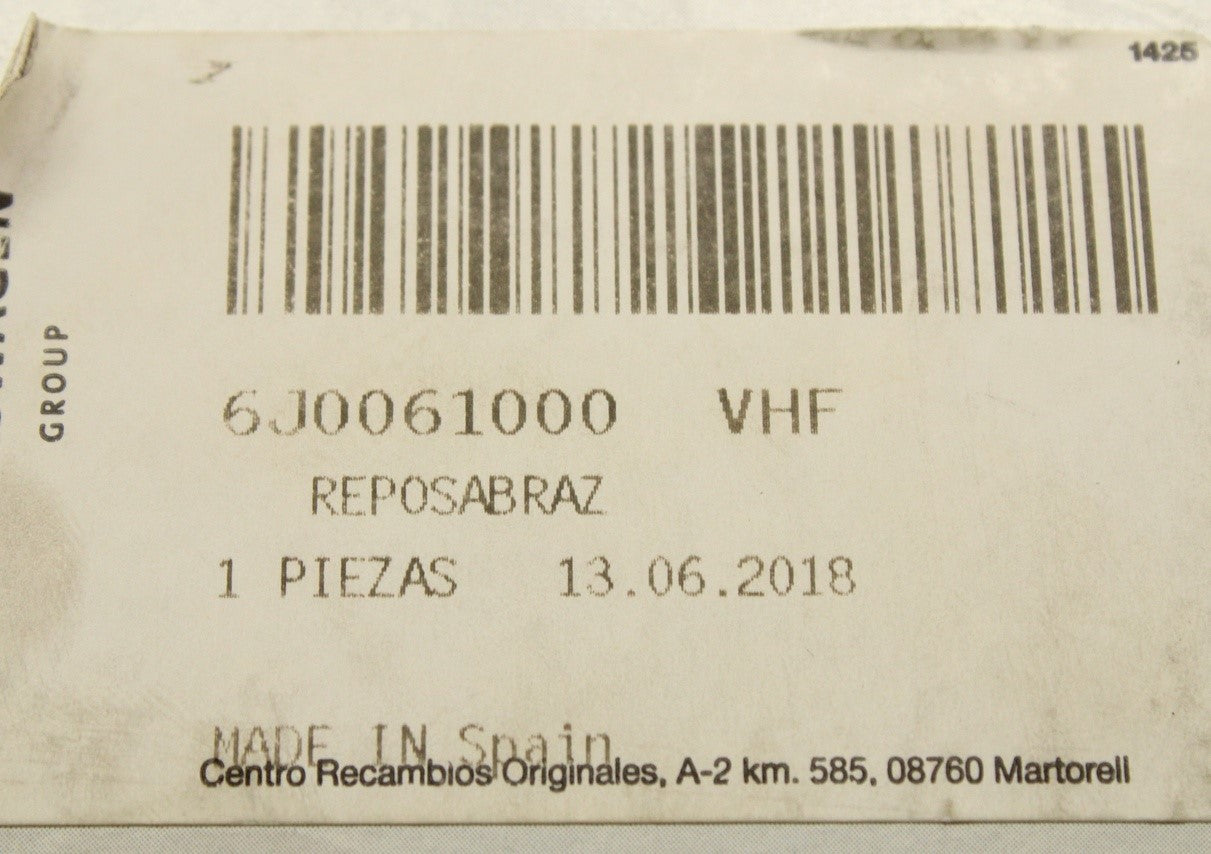 1425
GROUP
6J0061000 VHF
REPOSABRAZ
1 PIEZAS 13.06.2018
MADE IN Spain
Centro Recambios Originales, A-2 km. 585, 08760 Martorell